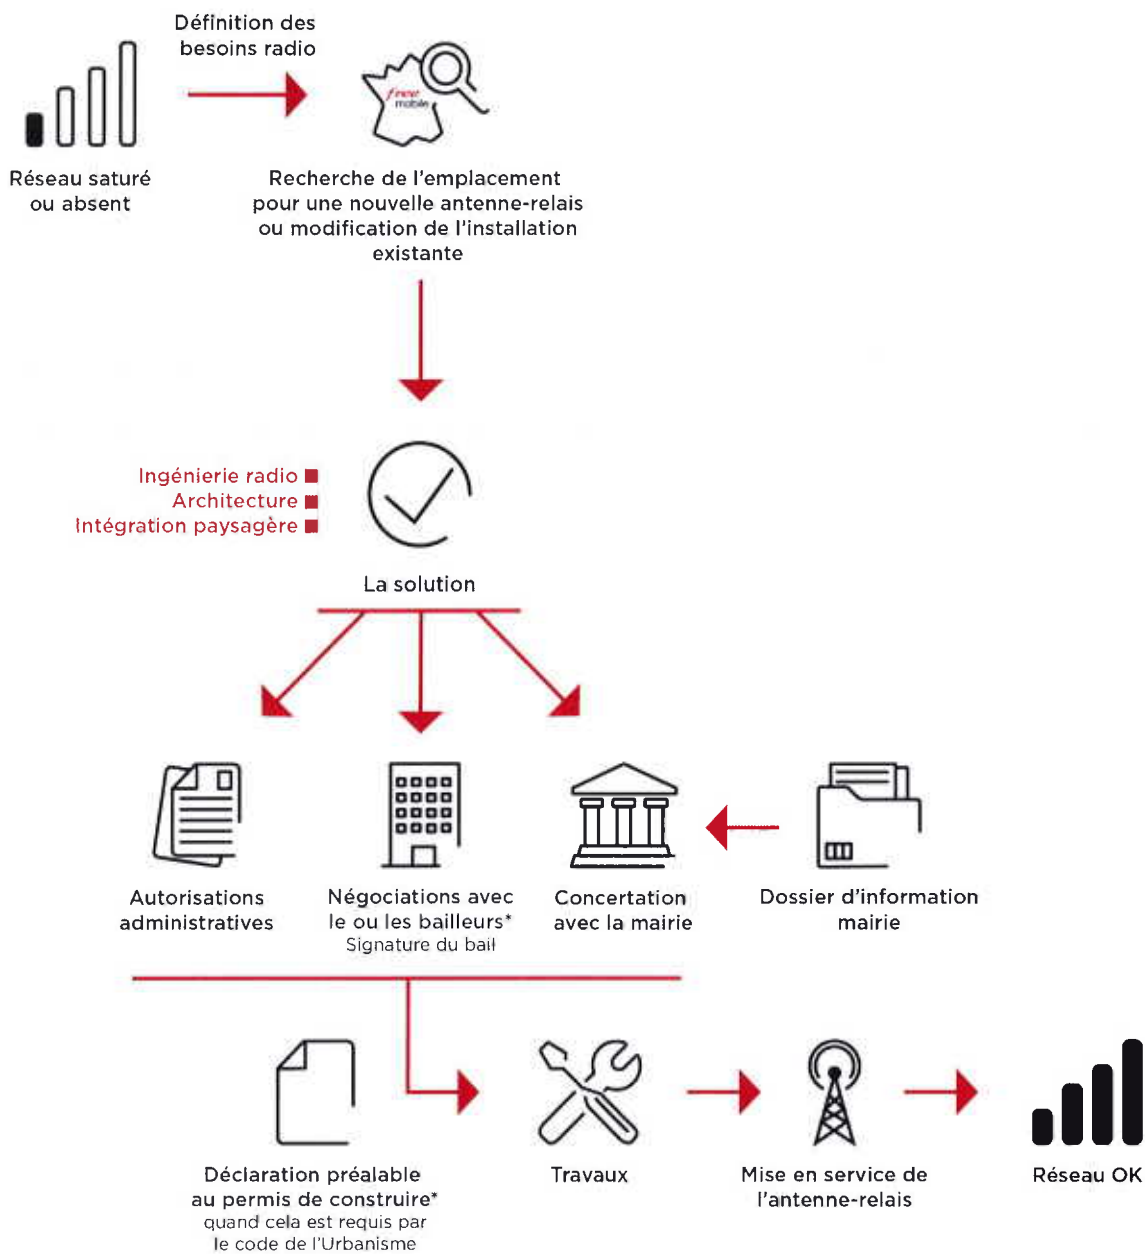 Définition des
besoins radio
free
mobile
Réseau saturé
ou absent
Recherche de l'emplacement
pour une nouvelle antenne-relais
ou modification de l'installation
existante
Ingénierie radio
Architecture
Intégration paysagère
La solution
Autorisations
administratives
Négociations avec
le ou les bailleurs*
Signature du bail
Concertation
avec la mairie
Dossier d'information
mairie
Déclaration préalable
au permis de construire*
quand cela est requis par
le code de l'Urbanisme
Travaux
Mise en service de
l'antenne-relais
Réseau OK